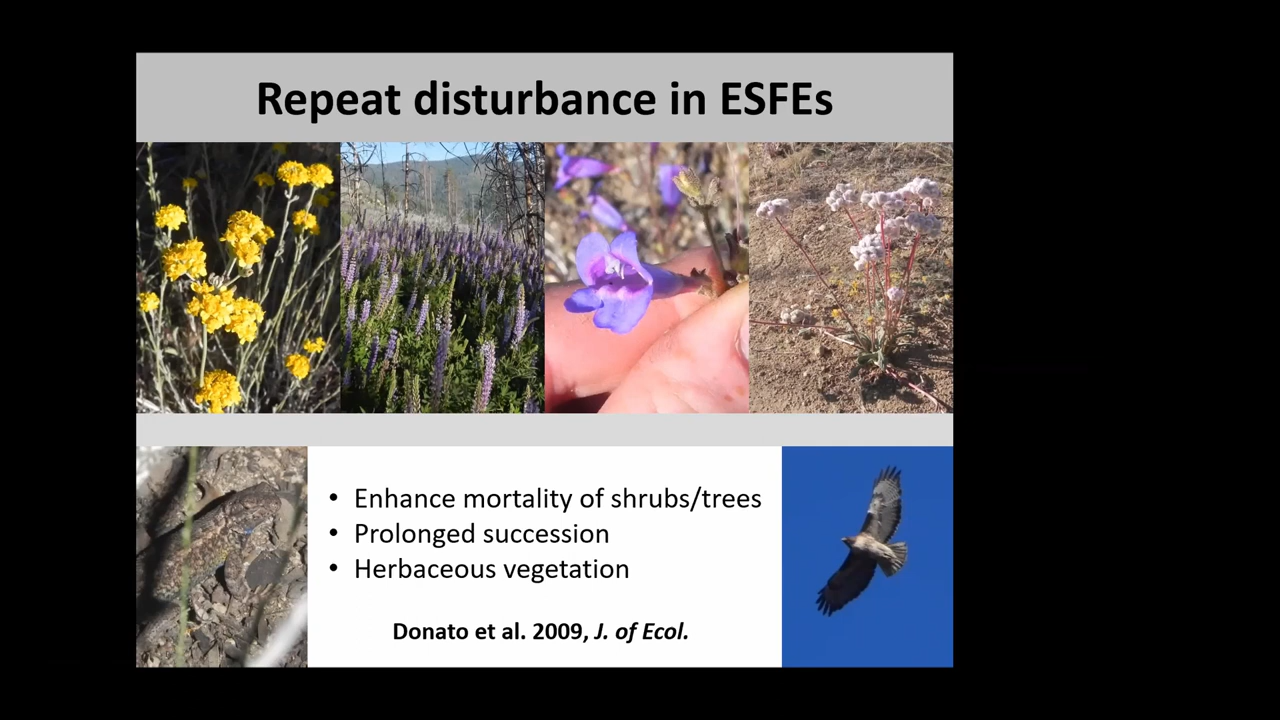 Repeat disturbance in ESFEs
• Enhance mortality of shrubs/trees
• Prolonged succession
• Herbaceous vegetation
Donato et al. 2009, J. of Ecol.